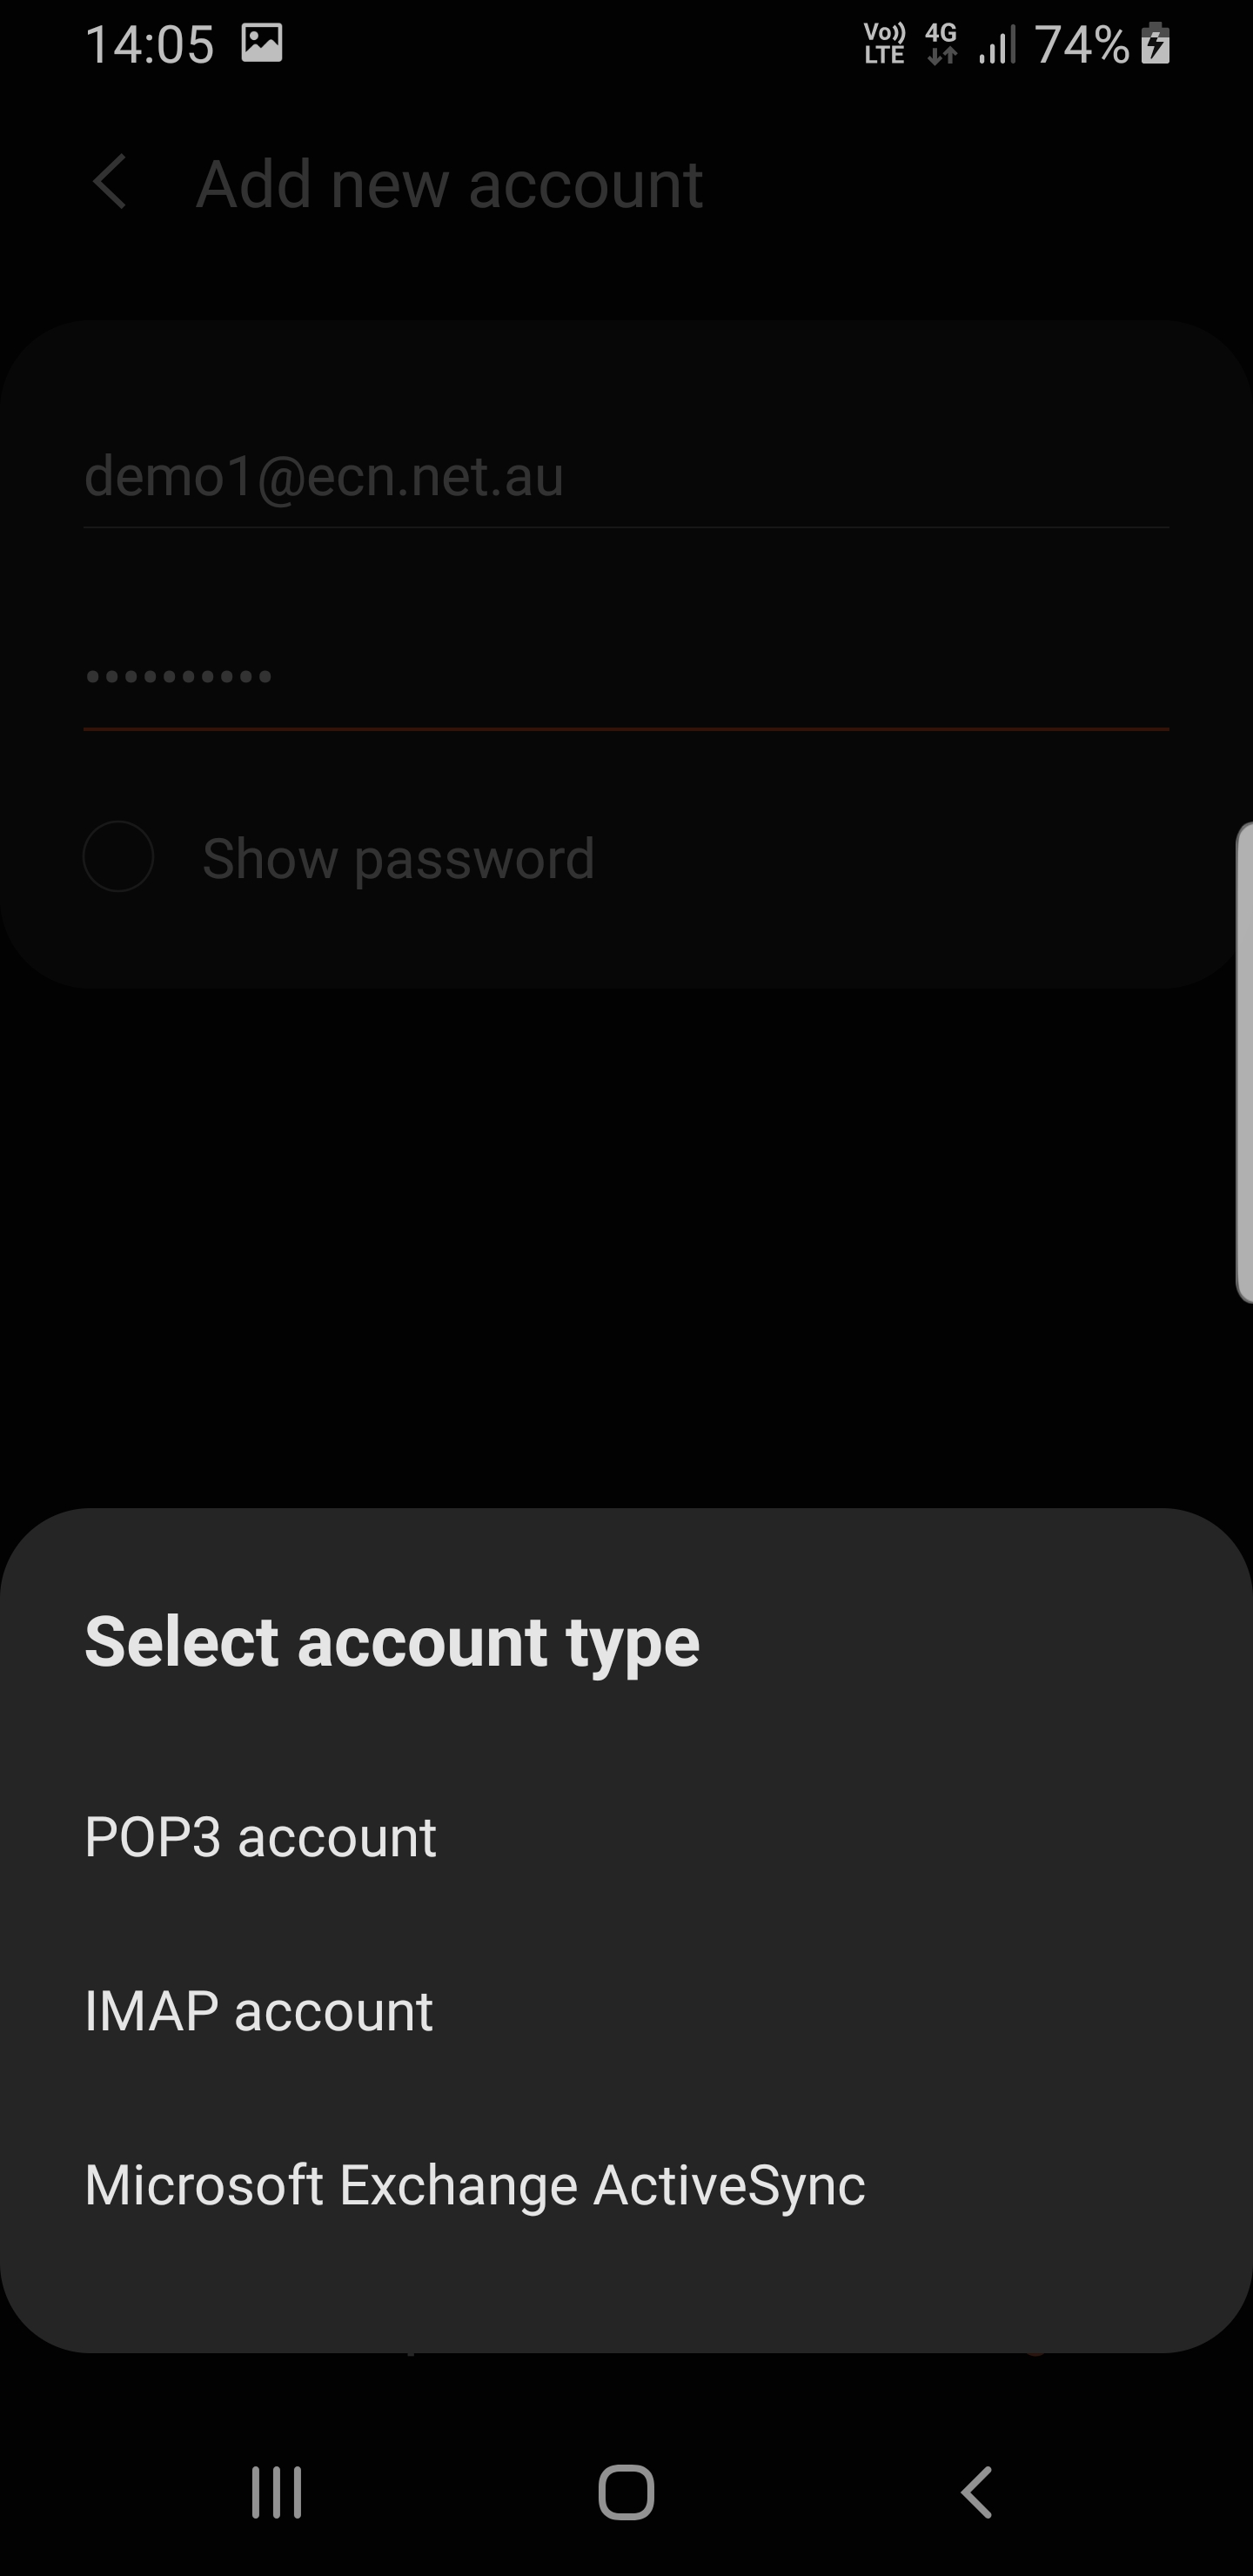 14:05 Vo)) LTE 4G 74%
Add new account
demo1@ecn.net.au
••••••••••
Show password
Select account type
POP3 account
IMAP account
Microsoft Exchange ActiveSync